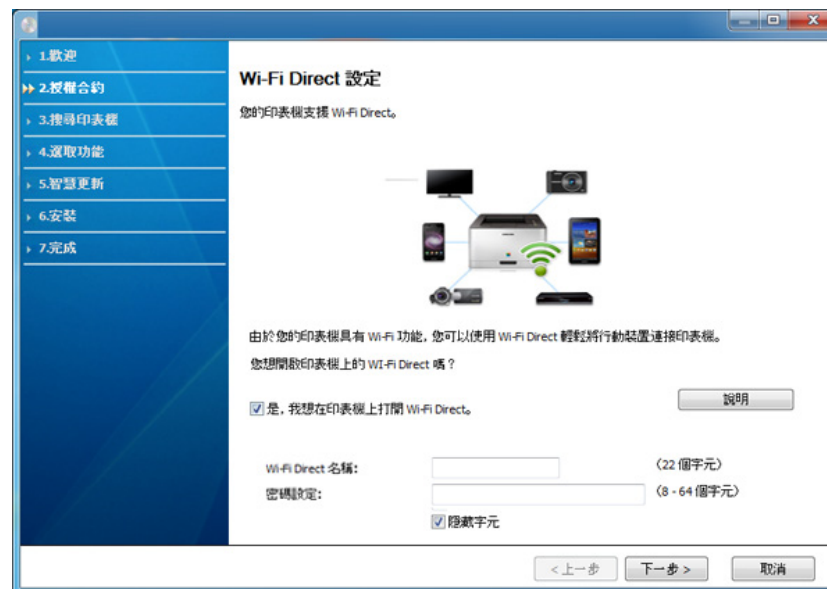 1.歡迎
2.授權合約
3.搜尋印表機
4.選取功能
5.智慧更新
6.安裝
7.完成
Wi-Fi Direct 設定
您的印表機支援 Wi-Fi Direct。
由於您的印表機具有 Wi-Fi 功能, 您可以使用 Wi-Fi Direct 輕鬆將行動裝置連接印表機。
您想開啟印表機上的 WI-Fi Direct 嗎？
是, 我想在印表機上打開 Wi-Fi Direct。
說明
Wi-Fi Direct 名稱: (22 個字元)
密碼設定: (8 - 64 個字元)
隱藏字元
< 上一步 下一步 > 取消